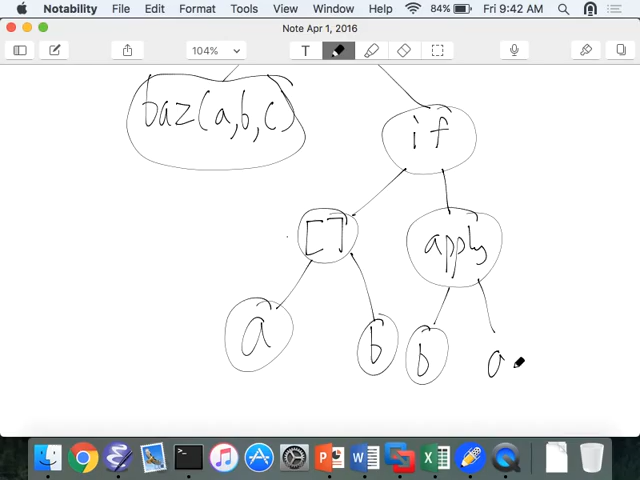 Notability File Edit Format Tools View Window Help 84% Fri 9:42 AM
Note Apr 1, 2016
104% T
baz(a,b,c)
if
[] apply
a b b a